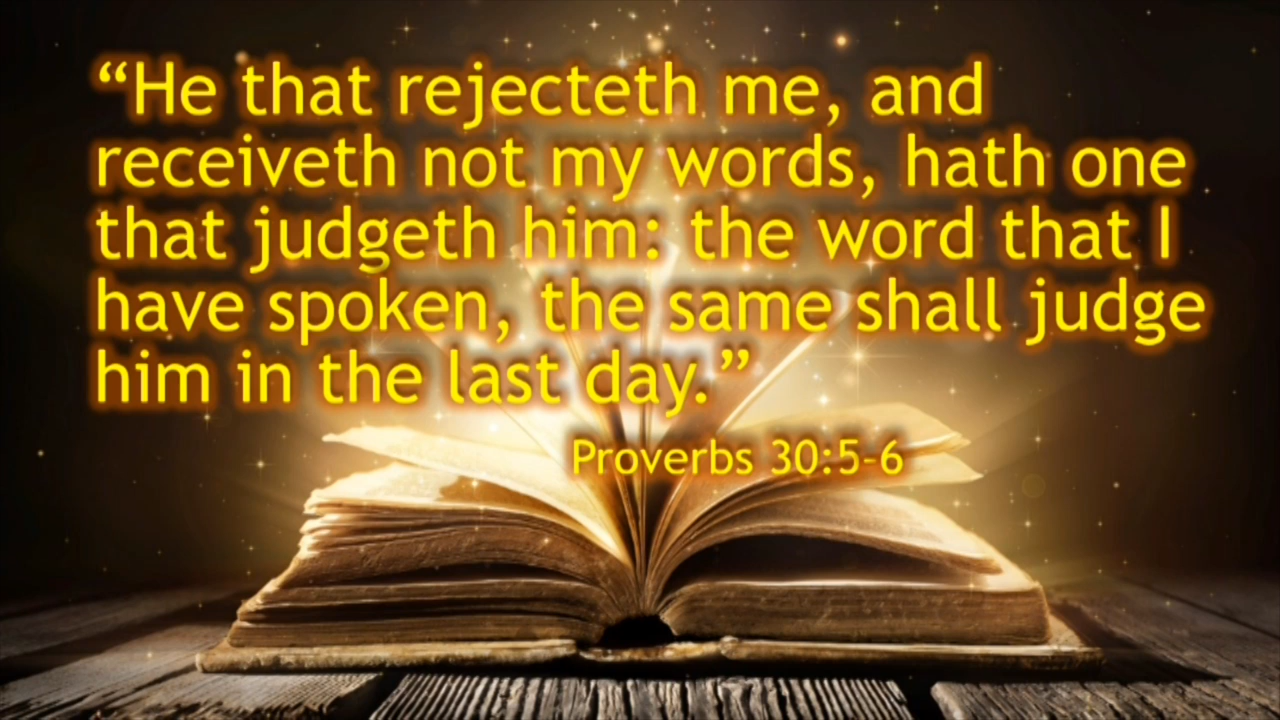 “He that rejecteth me, and
receiveth not my words, hath one
that judgeth him: the word that I
have spoken, the same shall judge
him in the last day.”
Proverbs 30:5-6